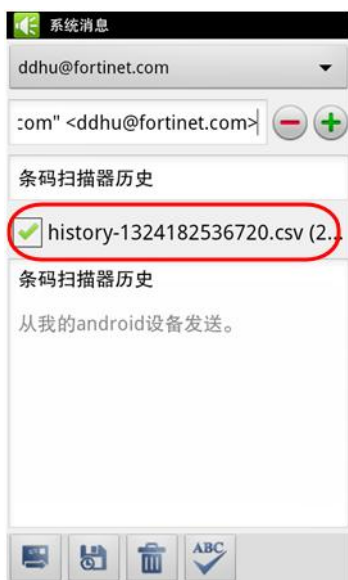 系统消息
ddhu@fortinet.com
:om" <ddhu@fortinet.com>
条码扫描器历史
history-1324182536720.csv (2...
条码扫描器历史
从我的android设备发送。
ABC